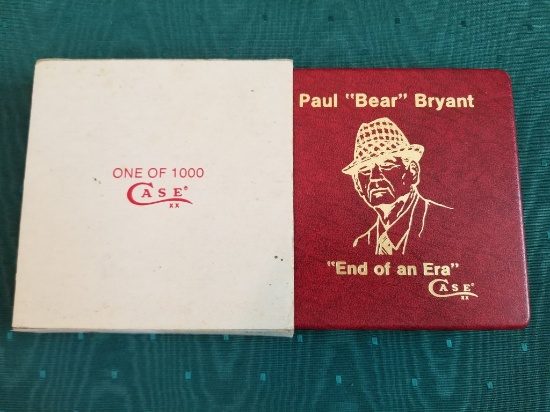 ONE OF 1000
CASE®
XX
Paul "Bear" Bryant
"End of an Era"
CASE®
XX